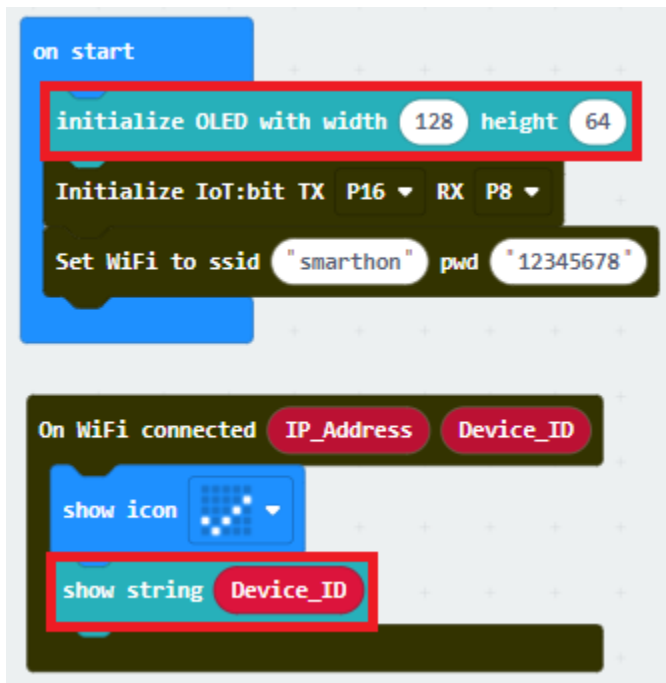 on start
initialize OLED with width 128 height 64
Initialize IoT:bit TX P16 RX P8
Set WiFi to ssid "smarthon" pwd "12345678"
On WiFi connected IP_Address Device_ID
show icon
show string Device_ID